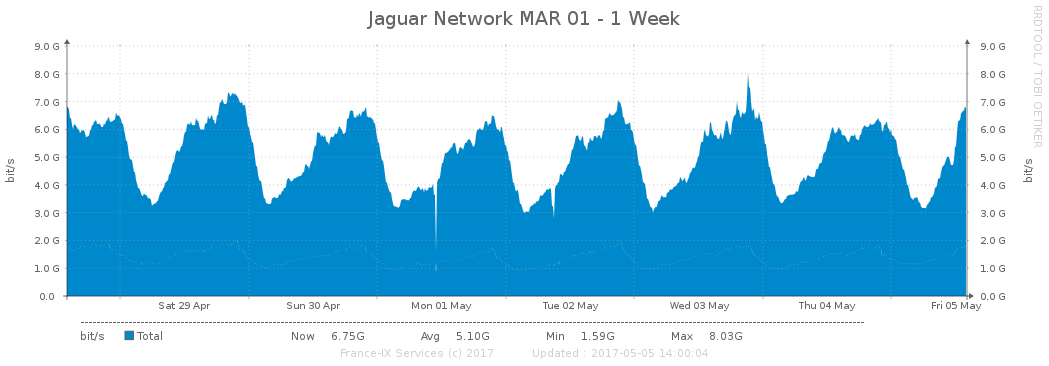 Jaguar Network MAR 01 - 1 Week
RRDTOOL / TOBI OETIKER
9.0 G 9.0 G
8.0 G 8.0 G
7.0 G 7.0 G
6.0 G 6.0 G
5.0 G 5.0 G
4.0 G 4.0 G
3.0 G 3.0 G
2.0 G 2.0 G
1.0 G 1.0 G
0.0 0.0 G
bit/s bit/s
Sat 29 Apr Sun 30 Apr Mon 01 May Tue 02 May Wed 03 May Thu 04 May Fri 05 May
bit/s Total Now 6.75G Avg 5.10G Min 1.59G Max 8.03G
France-IX Services (c) 2017 Updated : 2017-05-05 14:00:04